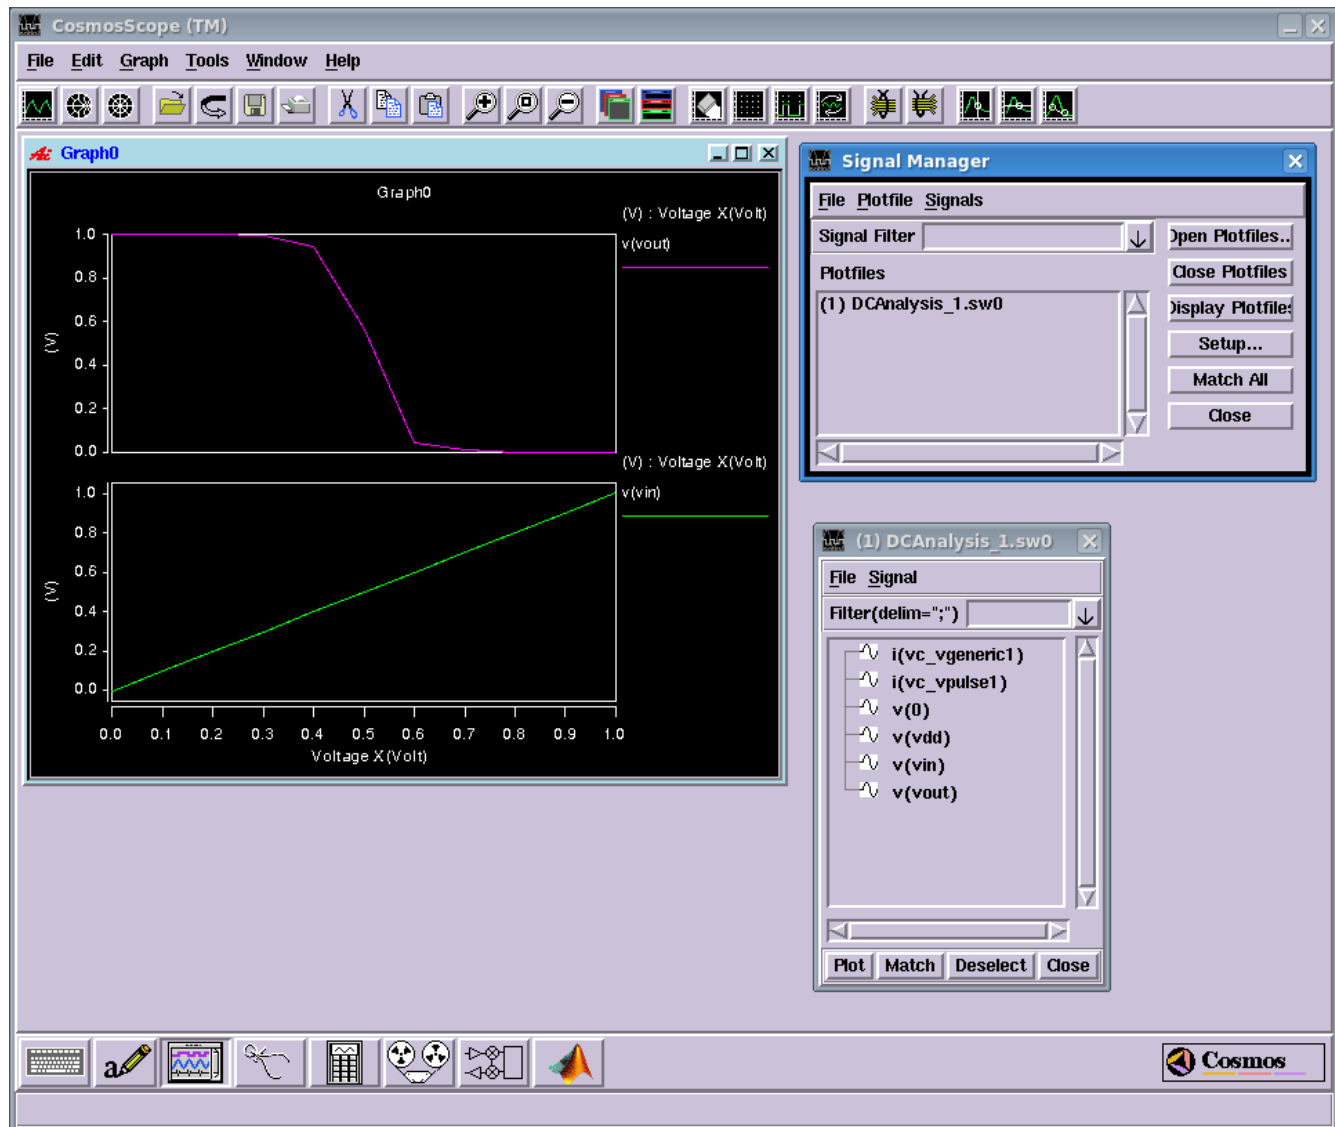 CosmosScope (TM)
File Edit Graph Tools Window Help
Graph0
Graph0
(V) : Voltage X(Volt)
v(vout)
1.0
0.8
0.6
(V)
0.4
0.2
0.0
(V) : Voltage X(Volt)
v(vin)
1.0
0.8
0.6
(V)
0.4
0.2
0.0
0.0 0.1 0.2 0.3 0.4 0.5 0.6 0.7 0.8 0.9 1.0
Voltage X(Volt)
Signal Manager
File Plotfile Signals
Signal Filter
Open Plotfiles..
Plotfiles
Close Plotfiles
(1) DCAnalysis_1.sw0
Display Plotfiles
Setup...
Match All
Close
(1) DCAnalysis_1.sw0
File Signal
Filter(delim=";")
i(vc_vgeneric1)
i(vc_vpulse1)
v(0)
v(vdd)
v(vin)
v(vout)
Plot Match Deselect Close
a
Cosmos